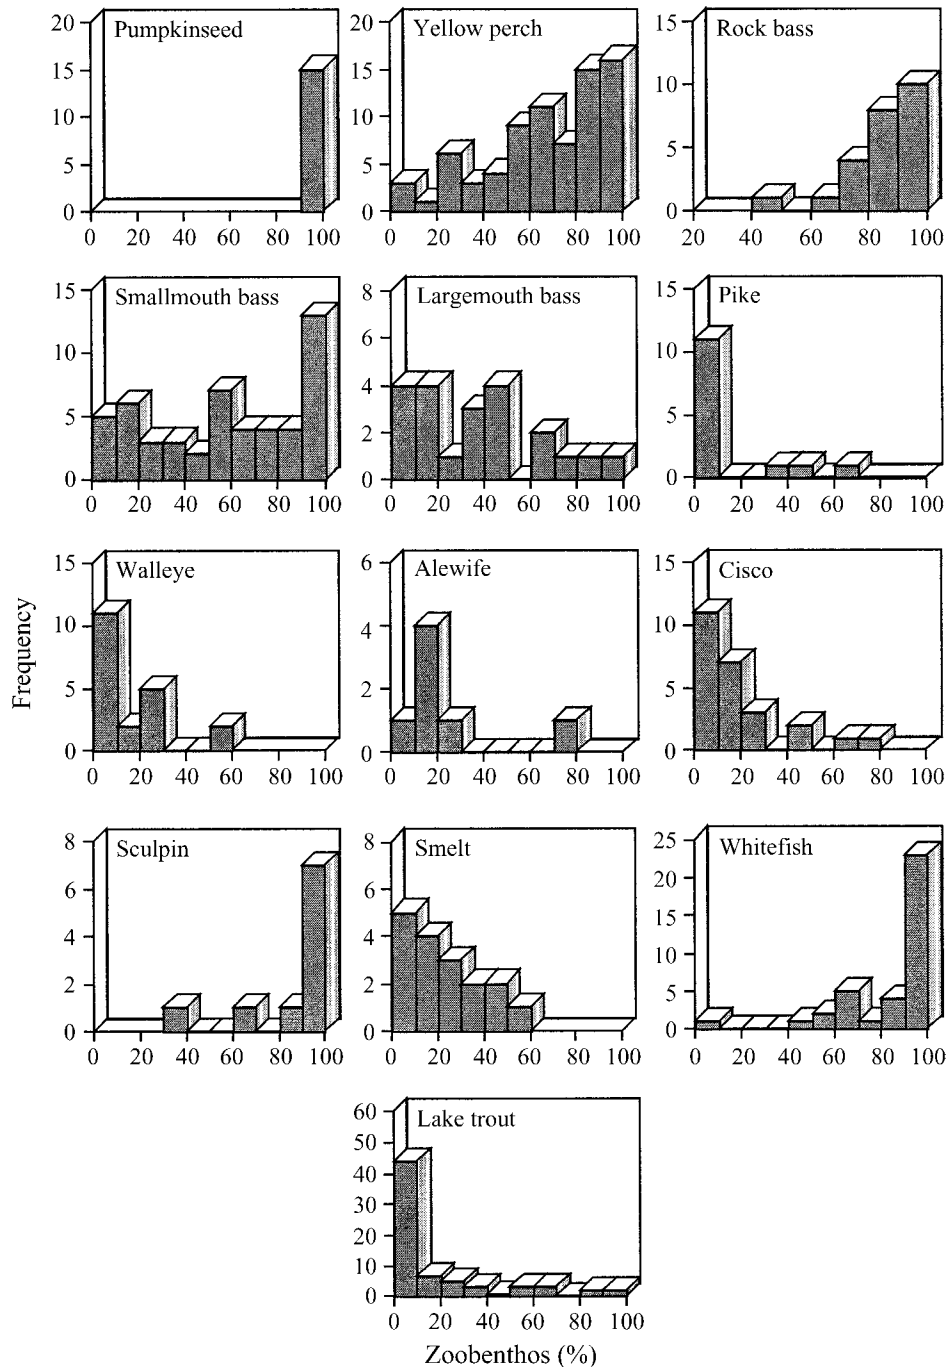 Pumpkinseed
20
15
10
5
0
0 20 40 60 80 100
Yellow perch
20
15
10
5
0
0 20 40 60 80 100
Rock bass
15
10
5
0
20 40 60 80 100
Smallmouth bass
15
10
5
0
0 20 40 60 80 100
Largemouth bass
8
6
4
2
0
0 20 40 60 80 100
Pike
15
10
5
0
0 20 40 60 80 100
Frequency
Walleye
15
10
5
0
0 20 40 60 80 100
Alewife
6
4
2
0
0 20 40 60 80 100
Cisco
15
10
5
0
0 20 40 60 80 100
Sculpin
8
6
4
2
0
0 20 40 60 80 100
Smelt
8
6
4
2
0
0 20 40 60 80 100
Whitefish
25
20
15
10
5
0
0 20 40 60 80 100
Lake trout
60
50
40
30
20
10
0
0 20 40 60 80 100
Zoobenthos (%)